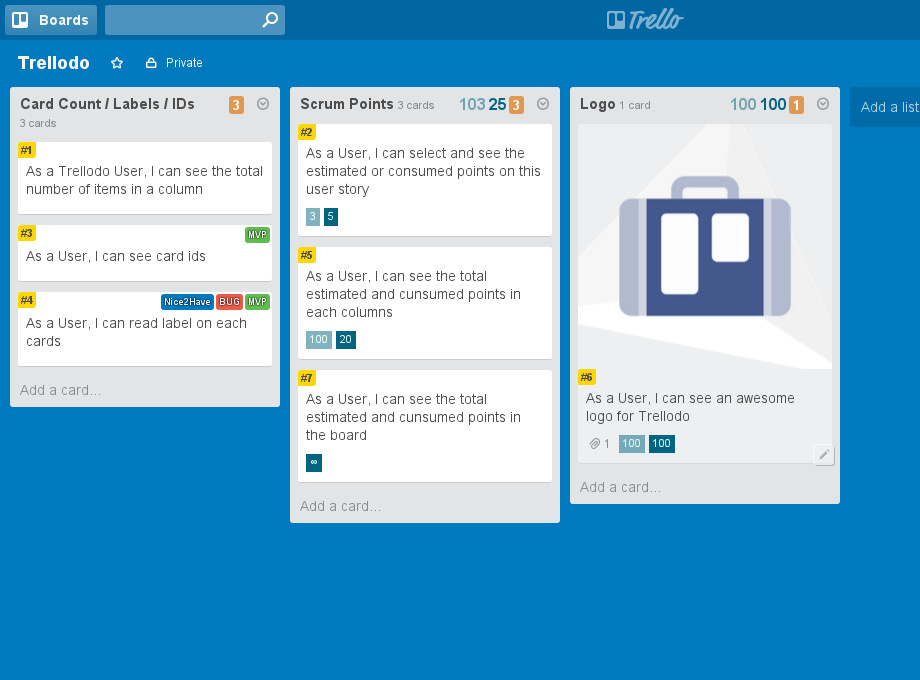 Boards
Trello
Trellodo
Private
Card Count / Labels / IDs
3
3 cards
#1
As a Trellodo User, I can see the total
number of items in a column
#3
MVP
As a User, I can see card ids
#4
Nice2Have BUG MVP
As a User, I can read label on each
cards
Add a card...
Scrum Points 3 cards
103 25 3
#2
As a User, I can select and see the
estimated or consumed points on this
user story
3 5
#5
As a User, I can see the total
estimated and cunsumed points in
each columns
100 20
#7
As a User, I can see the total
estimated and cunsumed points in
the board
∞
Add a card...
Logo 1 card
100 100 1
#6
As a User, I can see an awesome
logo for Trellodo
1 100 100
Add a card...
Add a list